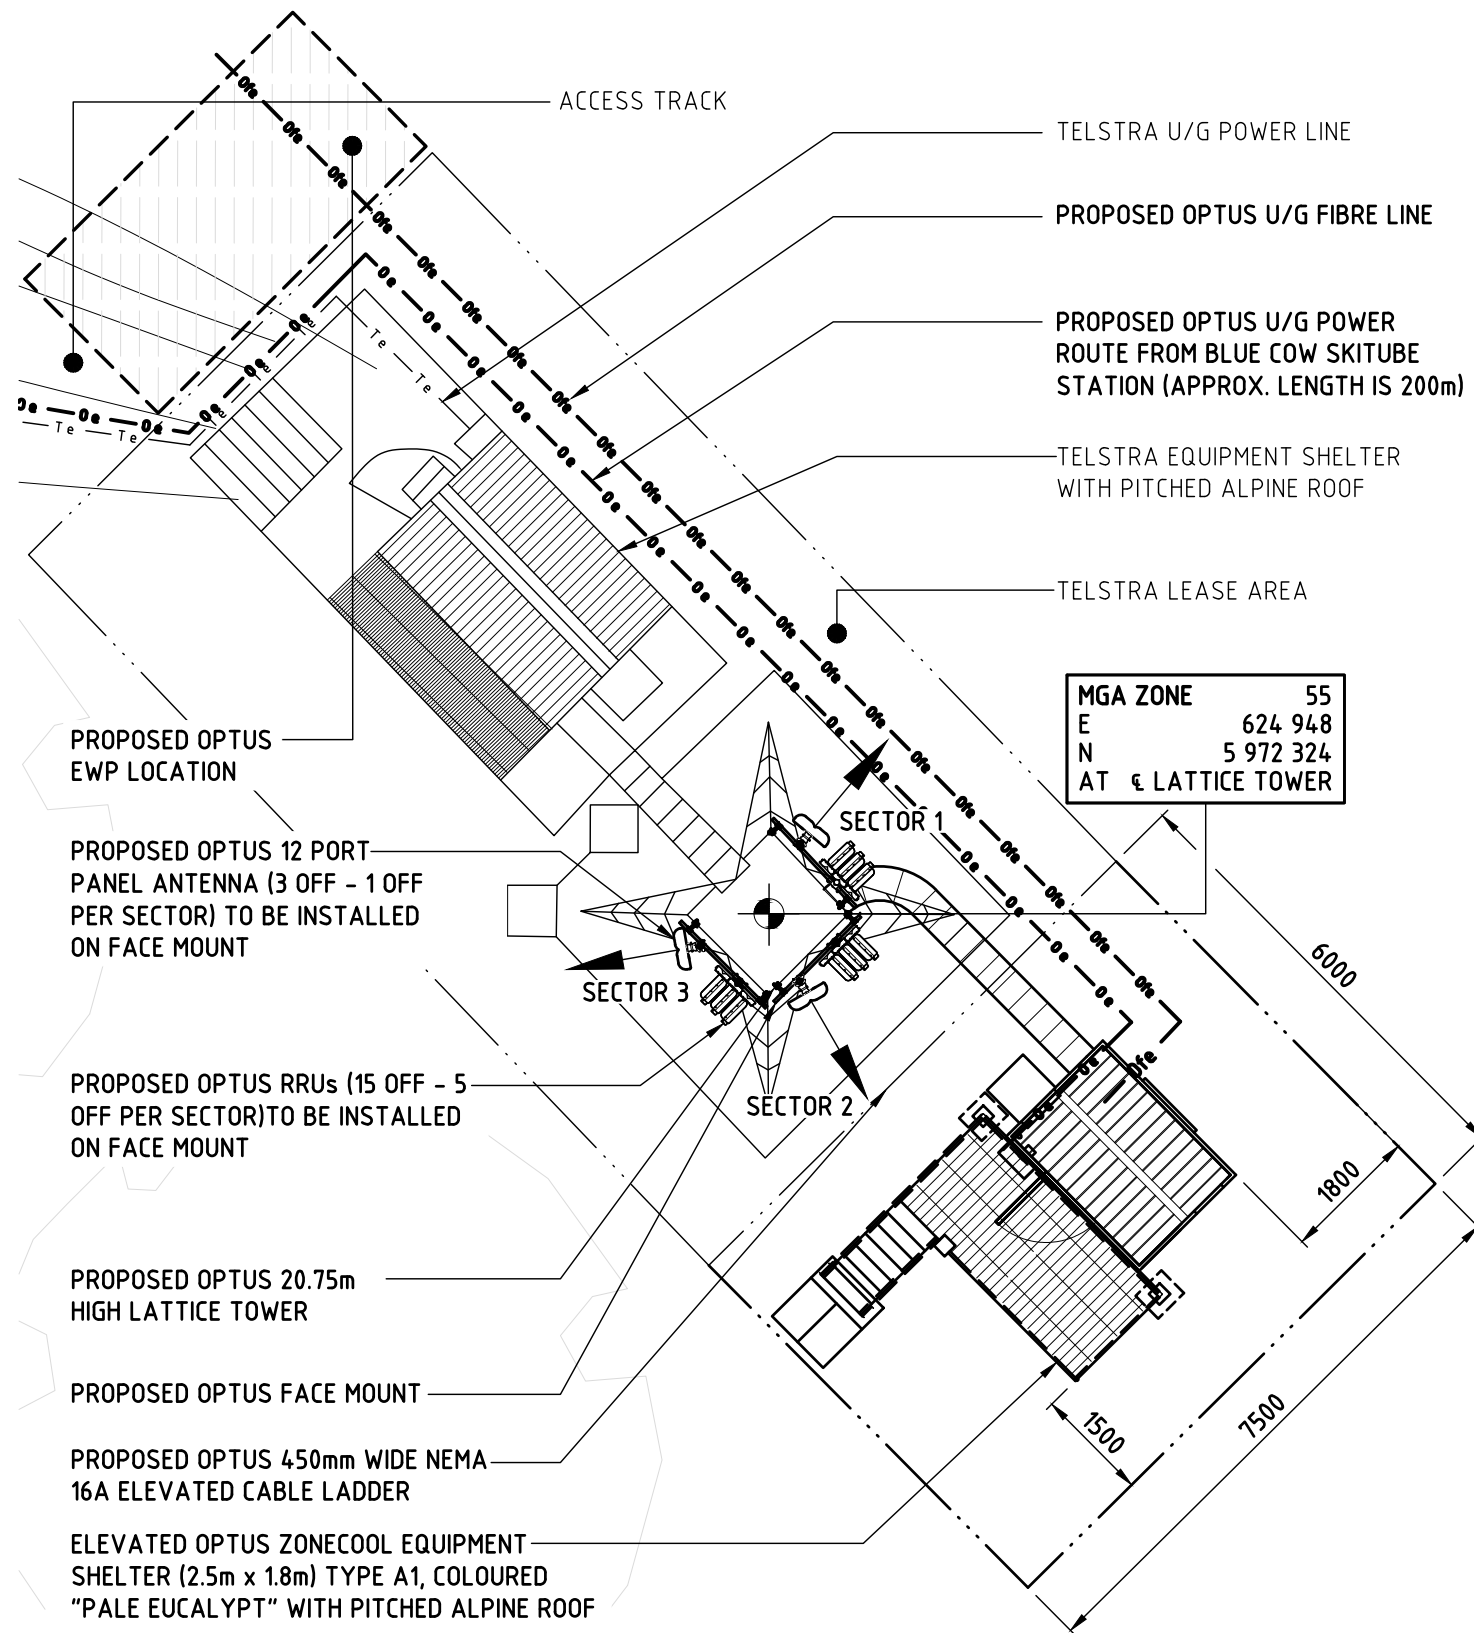 ACCESS TRACK
TELSTRA U/G POWER LINE
PROPOSED OPTUS U/G FIBRE LINE
PROPOSED OPTUS U/G POWER
ROUTE FROM BLUE COW SKITUBE
STATION (APPROX. LENGTH IS 200m)
TELSTRA EQUIPMENT SHELTER
WITH PITCHED ALPINE ROOF
TELSTRA LEASE AREA
MGA ZONE 55
E 624 948
N 5 972 324
AT ℄ LATTICE TOWER
PROPOSED OPTUS
EWP LOCATION
PROPOSED OPTUS 12 PORT
PANEL ANTENNA (3 OFF - 1 OFF
PER SECTOR) TO BE INSTALLED
ON FACE MOUNT
SECTOR 1
SECTOR 3
SECTOR 2
PROPOSED OPTUS RRUs (15 OFF - 5
OFF PER SECTOR)TO BE INSTALLED
ON FACE MOUNT
PROPOSED OPTUS 20.75m
HIGH LATTICE TOWER
PROPOSED OPTUS FACE MOUNT
PROPOSED OPTUS 450mm WIDE NEMA
16A ELEVATED CABLE LADDER
ELEVATED OPTUS ZONECOOL EQUIPMENT
SHELTER (2.5m x 1.8m) TYPE A1, COLOURED
"PALE EUCALYPT" WITH PITCHED ALPINE ROOF
6000
1800
7500
1500